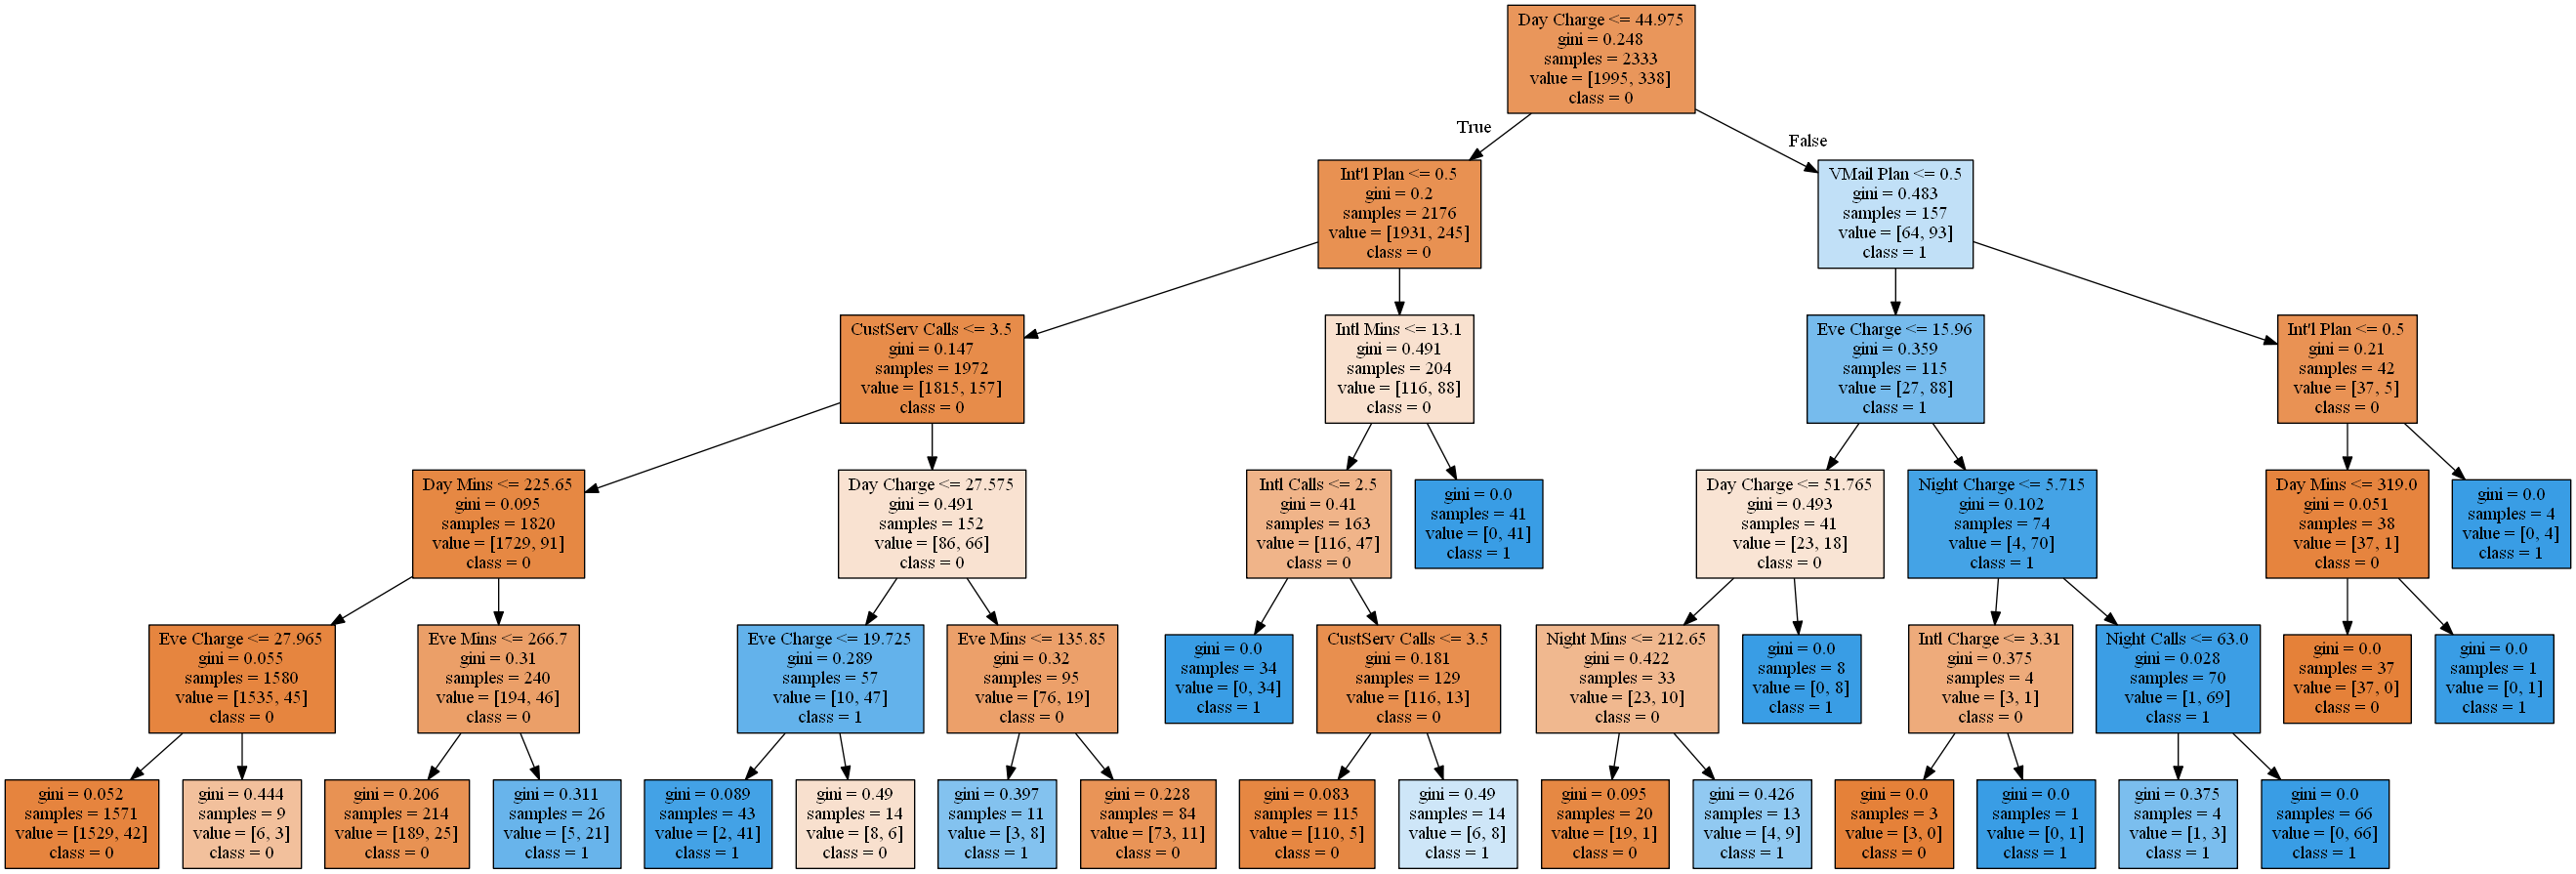 Day Charge <= 44.975
gini = 0.248
samples = 2333
value = [1995, 338]
class = 0
True
False
Int'l Plan <= 0.5
gini = 0.2
samples = 2176
value = [1931, 245]
class = 0
VMail Plan <= 0.5
gini = 0.483
samples = 157
value = [64, 93]
class = 1
CustServ Calls <= 3.5
gini = 0.147
samples = 1972
value = [1815, 157]
class = 0
Intl Mins <= 13.1
gini = 0.491
samples = 204
value = [116, 88]
class = 0
Eve Charge <= 15.96
gini = 0.359
samples = 115
value = [27, 88]
class = 1
Int'l Plan <= 0.5
gini = 0.21
samples = 42
value = [37, 5]
class = 0
Day Mins <= 225.65
gini = 0.095
samples = 1820
value = [1729, 91]
class = 0
Day Charge <= 27.575
gini = 0.491
samples = 152
value = [86, 66]
class = 0
Intl Calls <= 2.5
gini = 0.41
samples = 163
value = [116, 47]
class = 0
gini = 0.0
samples = 41
value = [0, 41]
class = 1
Day Charge <= 51.765
gini = 0.493
samples = 41
value = [23, 18]
class = 0
Night Charge <= 5.715
gini = 0.102
samples = 74
value = [4, 70]
class = 1
Day Mins <= 319.0
gini = 0.051
samples = 38
value = [37, 1]
class = 0
gini = 0.0
samples = 4
value = [0, 4]
class = 1
Eve Charge <= 27.965
gini = 0.055
samples = 1580
value = [1535, 45]
class = 0
Eve Mins <= 266.7
gini = 0.31
samples = 240
value = [194, 46]
class = 0
Eve Charge <= 19.725
gini = 0.289
samples = 57
value = [10, 47]
class = 1
Eve Mins <= 135.85
gini = 0.32
samples = 95
value = [76, 19]
class = 0
gini = 0.0
samples = 34
value = [0, 34]
class = 1
CustServ Calls <= 3.5
gini = 0.181
samples = 129
value = [116, 13]
class = 0
Night Mins <= 212.65
gini = 0.422
samples = 33
value = [23, 10]
class = 0
gini = 0.0
samples = 8
value = [0, 8]
class = 1
Intl Charge <= 3.31
gini = 0.375
samples = 4
value = [3, 1]
class = 0
Night Calls <= 63.0
gini = 0.028
samples = 70
value = [1, 69]
class = 1
gini = 0.0
samples = 37
value = [37, 0]
class = 0
gini = 0.0
samples = 1
value = [0, 1]
class = 1
gini = 0.052
samples = 1571
value = [1529, 42]
class = 0
gini = 0.444
samples = 9
value = [6, 3]
class = 0
gini = 0.206
samples = 214
value = [189, 25]
class = 0
gini = 0.311
samples = 26
value = [5, 21]
class = 1
gini = 0.089
samples = 43
value = [2, 41]
class = 1
gini = 0.49
samples = 14
value = [8, 6]
class = 0
gini = 0.397
samples = 11
value = [3, 8]
class = 1
gini = 0.228
samples = 84
value = [73, 11]
class = 0
gini = 0.083
samples = 115
value = [110, 5]
class = 0
gini = 0.49
samples = 14
value = [6, 8]
class = 1
gini = 0.095
samples = 20
value = [19, 1]
class = 0
gini = 0.426
samples = 13
value = [4, 9]
class = 1
gini = 0.0
samples = 3
value = [3, 0]
class = 0
gini = 0.0
samples = 1
value = [0, 1]
class = 1
gini = 0.375
samples = 4
value = [1, 3]
class = 1
gini = 0.0
samples = 66
value = [0, 66]
class = 1